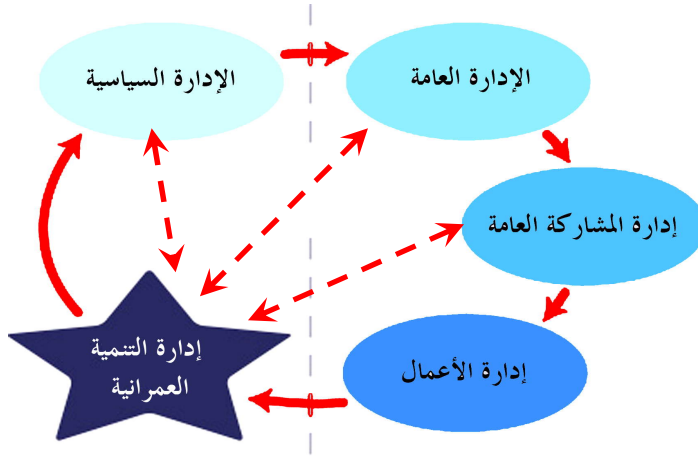 الإدارة العامة
الإدارة السياسية
إدارة المشاركة العامة
إدارة الأعمال
إدارة التنمية
العمرانية